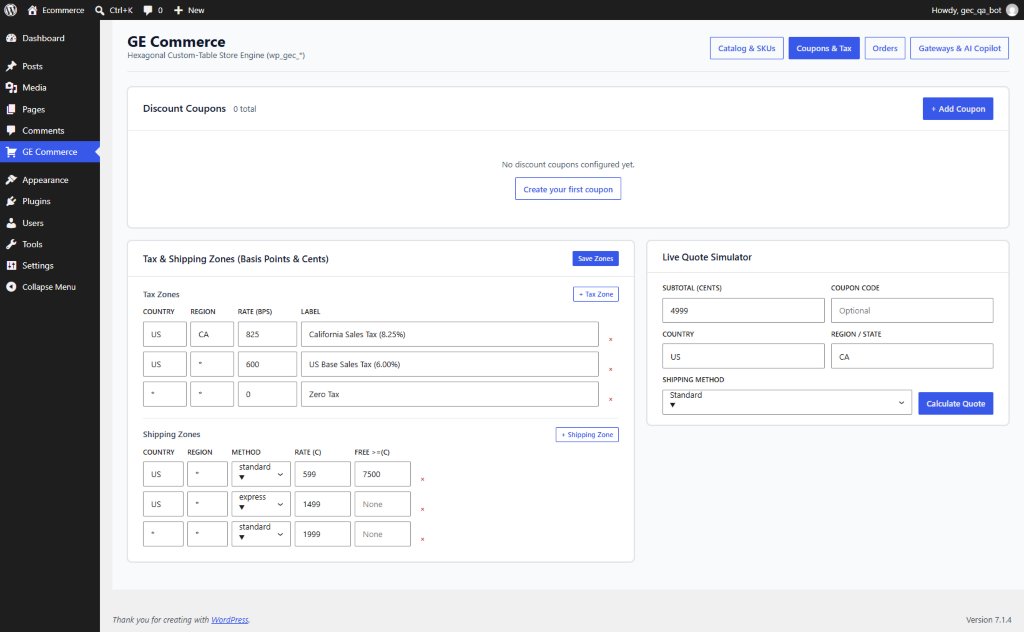 Ecommerce Ctrl+K 0 New Howdy, gec_qa_bot
Dashboard
Posts
Media
Pages
Comments
GE Commerce
Appearance
Plugins
Users
Tools
Settings
Collapse Menu
GE Commerce
Hexagonal Custom-Table Store Engine (wp_gec_*)
Catalog & SKUs Coupons & Tax Orders Gateways & AI Copilot
Discount Coupons 0 total + Add Coupon
No discount coupons configured yet.
Create your first coupon
Tax & Shipping Zones (Basis Points & Cents) Save Zones
Tax Zones + Tax Zone
COUNTRY REGION RATE (BPS) LABEL
US CA 825 California Sales Tax (8.25%) ×
US * 600 US Base Sales Tax (6.00%) ×
* * 0 Zero Tax ×
Shipping Zones + Shipping Zone
COUNTRY REGION METHOD RATE (C) FREE >=(C)
US * standard ▼ 599 7500 ×
US * express ▼ 1499 None ×
* * standard ▼ 1999 None ×
Live Quote Simulator
SUBTOTAL (CENTS) COUPON CODE
4999 Optional
COUNTRY REGION / STATE
US CA
SHIPPING METHOD
Standard ▼ Calculate Quote
Thank you for creating with WordPress. Version 7.1.4